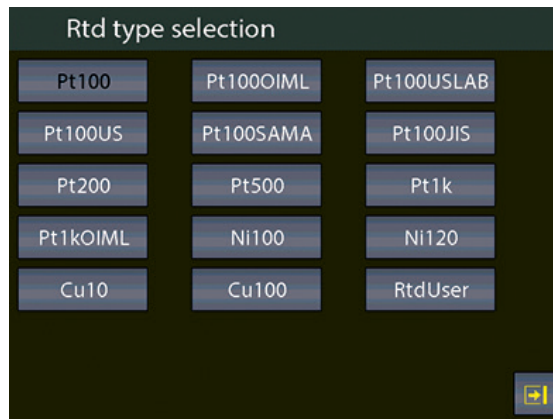 Rtd type selection
Pt100 Pt100OIML Pt100USLAB
Pt100US Pt100SAMA Pt100JIS
Pt200 Pt500 Pt1k
Pt1kOIML Ni100 Ni120
Cu10 Cu100 RtdUser